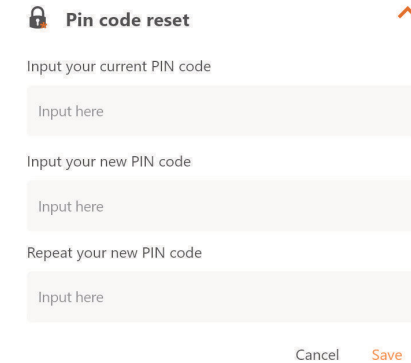 Pin code reset
Input your current PIN code
Input here
Input your new PIN code
Input here
Repeat your new PIN code
Input here
Cancel Save